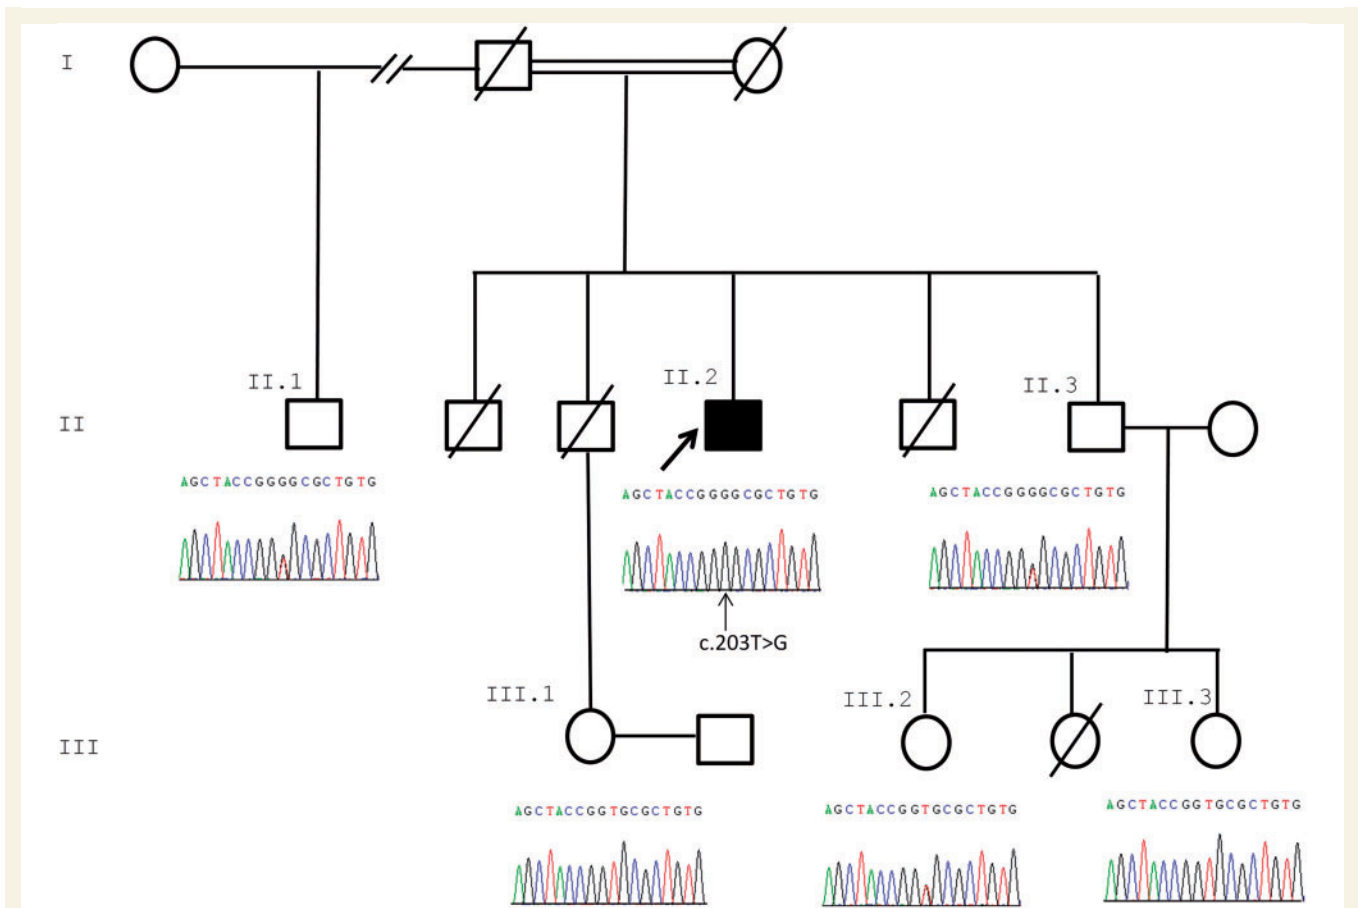 I
II.1
II.2
II.3
II
AGCTACCGGGGCGCTGTG
AGCTACCGGGGCGCTGTG
AGCTACCGGGGCGCTGTG
c.203T>G
III.1
III.2
III.3
III
AGCTACCGGTGCGCTGTG
AGCTACCGGTGCGCTGTG
AGCTACCGGTGCGCTGTG